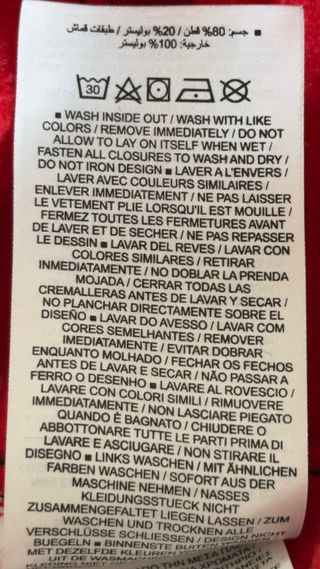 ▪ جسم: 80% قطن / 20% بوليستر / طبقات قماش
خارجية: 100% بوليستر
30
▪ WASH INSIDE OUT / WASH WITH LIKE
COLORS / REMOVE IMMEDIATELY / DO NOT
ALLOW TO LAY ON ITSELF WHEN WET /
FASTEN ALL CLOSURES TO WASH AND DRY /
DO NOT IRON DESIGN ▪ LAVER A L'ENVERS /
LAVER AVEC COULEURS SIMILAIRES /
ENLEVER IMMEDIATEMENT / NE PAS LAISSER
LE VETEMENT PLIE LORSQU'IL EST MOUILLE /
FERMEZ TOUTES LES FERMETURES AVANT
DE LAVER ET DE SECHER / NE PAS REPASSER
LE DESSIN ▪ LAVAR DEL REVES / LAVAR CON
COLORES SIMILARES / RETIRAR
INMEDIATAMENTE / NO DOBLAR LA PRENDA
MOJADA / CERRAR TODAS LAS
CREMALLERAS ANTES DE LAVAR Y SECAR /
NO PLANCHAR DIRECTAMENTE SOBRE EL
DISEÑO ▪ LAVAR DO AVESSO / LAVAR COM
CORES SEMELHANTES / REMOVER
IMEDIATAMENTE / EVITAR DOBRAR
ENQUANTO MOLHADO / FECHAR OS FECHOS
ANTES DE LAVAR E SECAR / NÃO PASSAR A
FERRO O DESENHO ▪ LAVARE AL ROVESCIO /
LAVARE CON COLORI SIMILI / RIMUOVERE
IMMEDIATAMENTE / NON LASCIARE PIEGATO
QUANDO È BAGNATO / CHIUDERE O
ABBOTTONARE TUTTE LE PARTI PRIMA DI
LAVARE E ASCIUGARE / NON STIRARE IL
DISEGNO ▪ LINKS WASCHEN / MIT ÄHNLICHEN
FARBEN WASCHEN / SOFORT AUS DER
MASCHINE NEHMEN / NASSES
KLEIDUNGSSTUECK NICHT
ZUSAMMENGEFALTET LIEGEN LASSEN / ZUM
WASCHEN UND TROCKNEN ALLE
VERSCHLÜSSE SCHLIESSEN / DESIGN NICHT
BUEGELN ▪ BINNENSTE BUITEN
MET DEZELFDE KLEUREN
UIT DE WASMACHINE